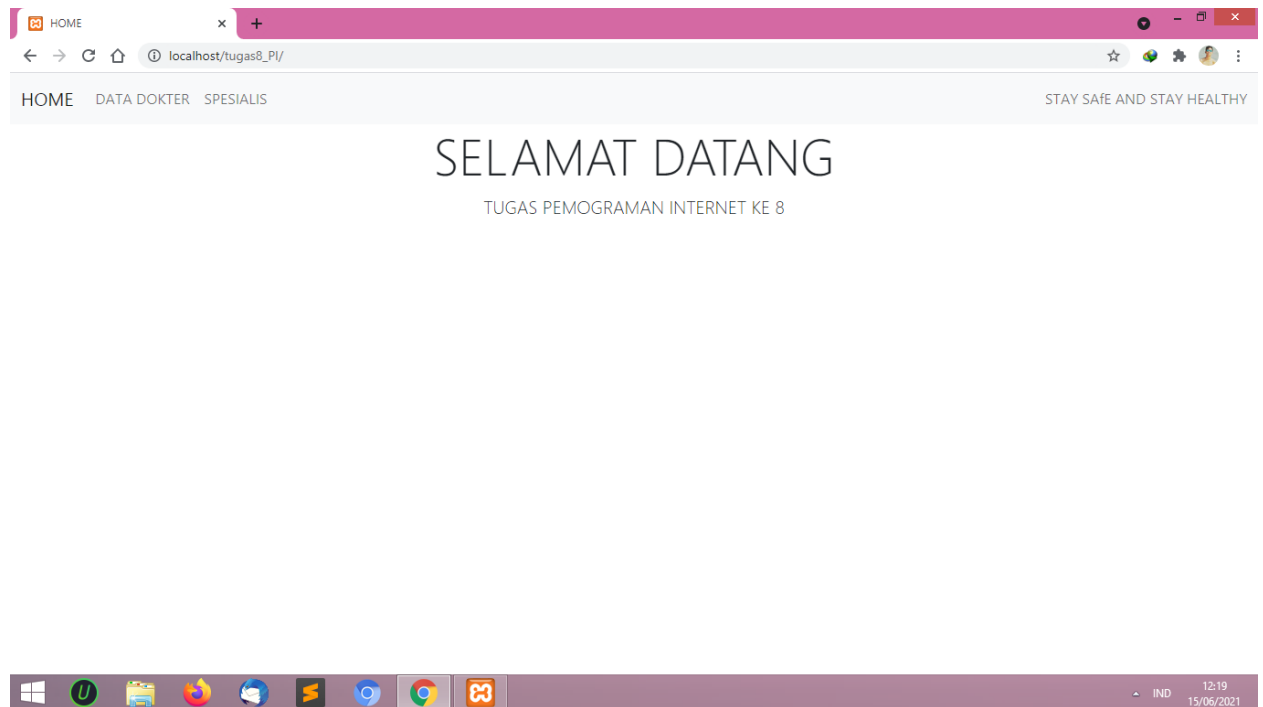 HOME
localhost/tugas8_PI/
HOME DATA DOKTER SPESIALIS STAY SAfE AND STAY HEALTHY
SELAMAT DATANG
TUGAS PEMOGRAMAN INTERNET KE 8
IND 12:19
15/06/2021